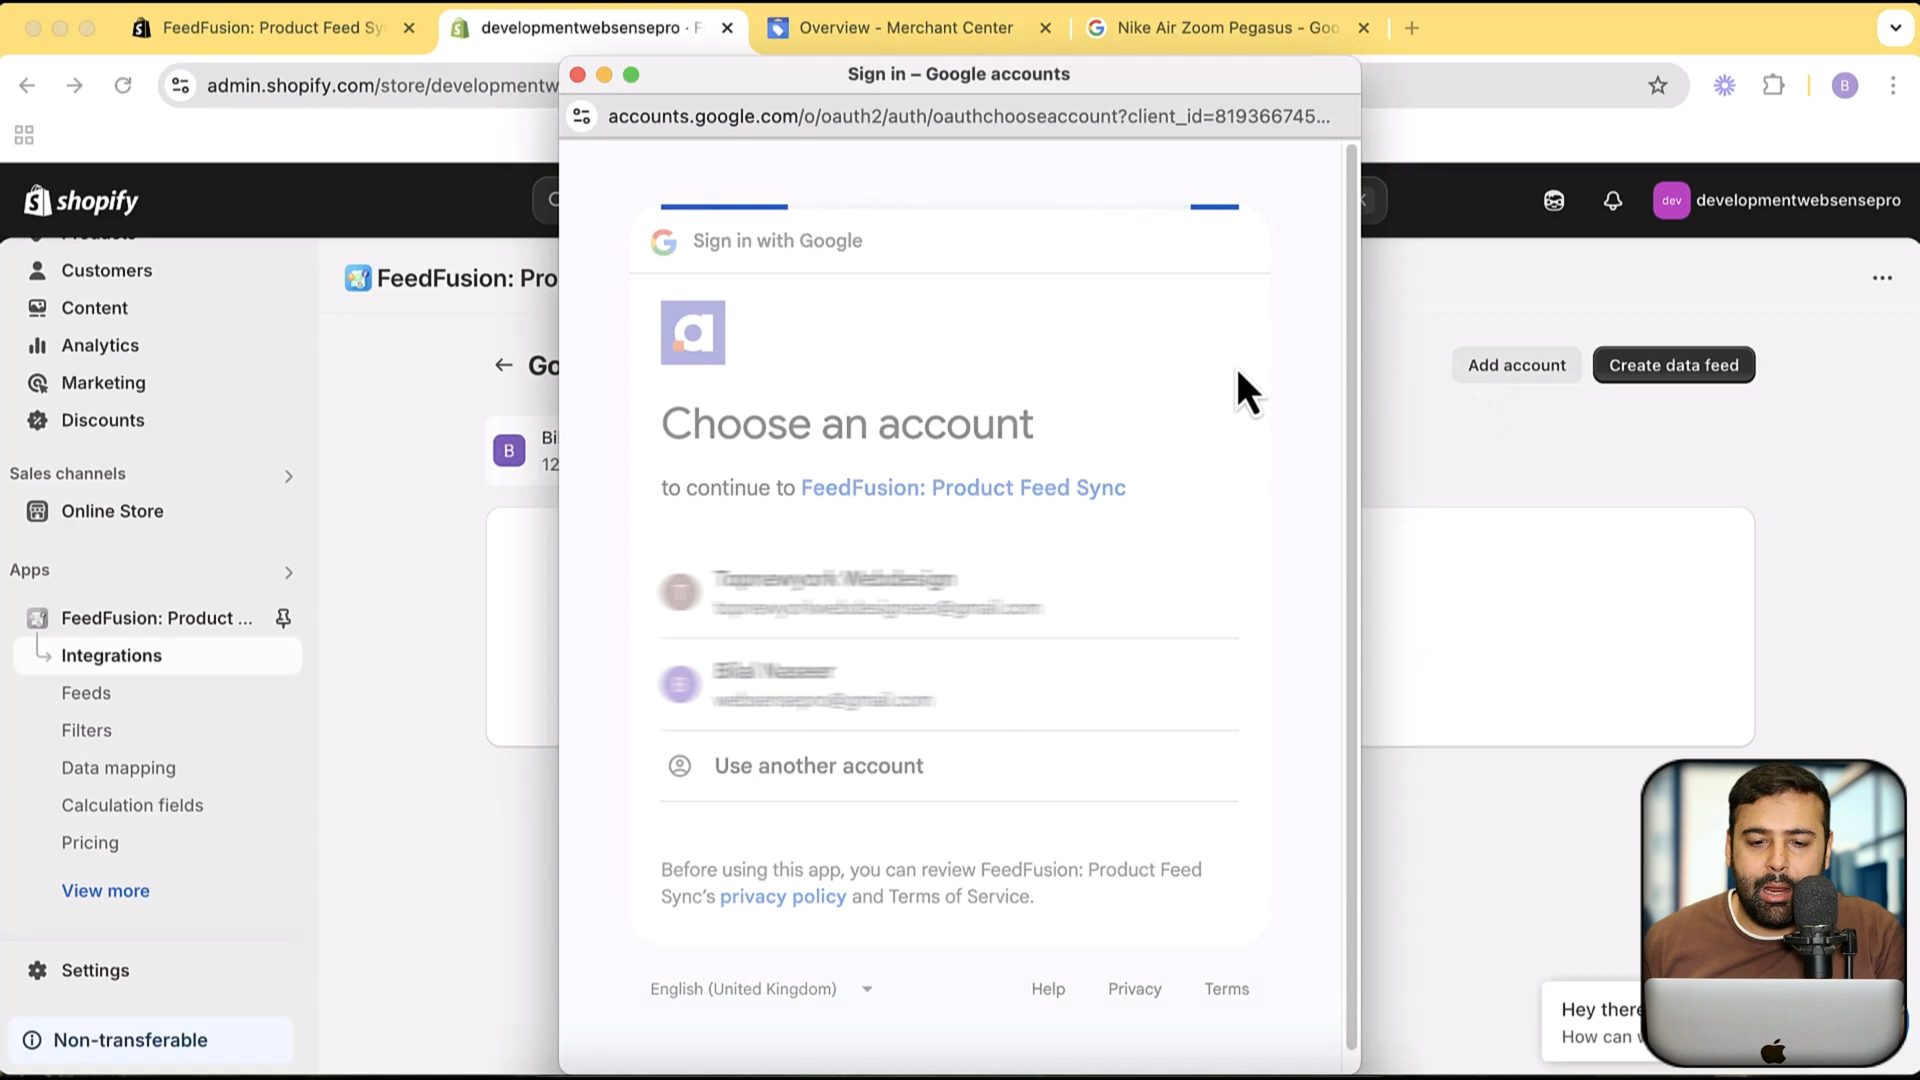 FeedFusion: Product Feed Sy
developmentwebsensepro · F
Overview - Merchant Center
Nike Air Zoom Pegasus - Goo
admin.shopify.com/store/developmentw
B
Sign in – Google accounts
accounts.google.com/o/oauth2/auth/oauthchooseaccount?client_id=819366745...
shopify
dev
developmentwebsensepro
Products
Customers
Content
Analytics
Marketing
Discounts
Sales channels
Online Store
Apps
FeedFusion: Product ...
Integrations
Feeds
Filters
Data mapping
Calculation fields
Pricing
View more
Settings
Non-transferable
FeedFusion: Pro
Go
B
Bi
12
Add account
Create data feed
Sign in with Google
a
Choose an account
to continue to FeedFusion: Product Feed Sync
Use another account
Before using this app, you can review FeedFusion: Product Feed
Sync's privacy policy and Terms of Service.
English (United Kingdom)
Help
Privacy
Terms
Hey there
How can